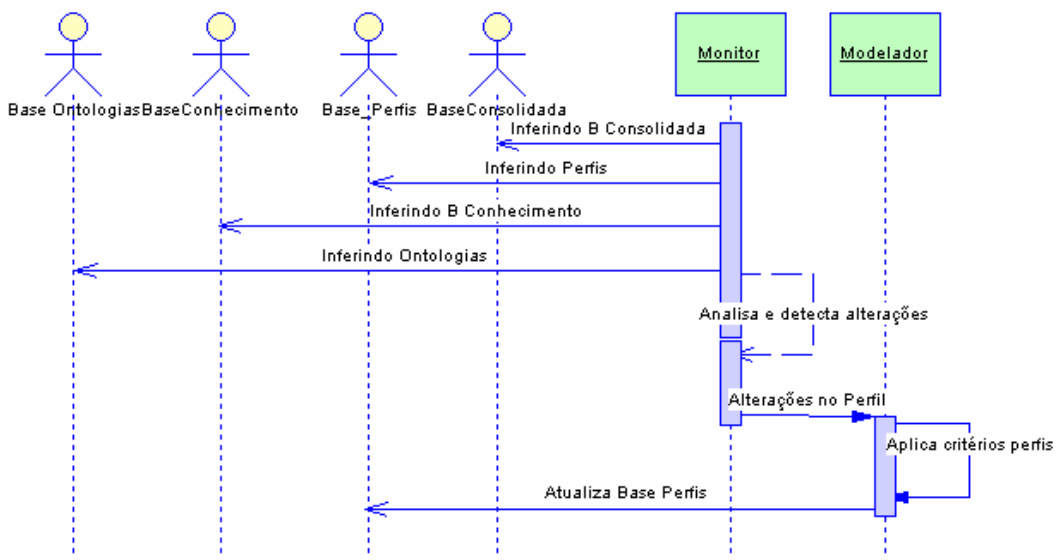 Monitor
Modelador
Base Ontologias
BaseConhecimento
Base_Perfis
BaseConsolidada
Inferindo B Consolidada
Inferindo Perfis
Inferindo B Conhecimento
Inferindo Ontologias
Analisa e detecta alterações
Alterações no Perfil
Aplica critérios perfis
Atualiza Base Perfis